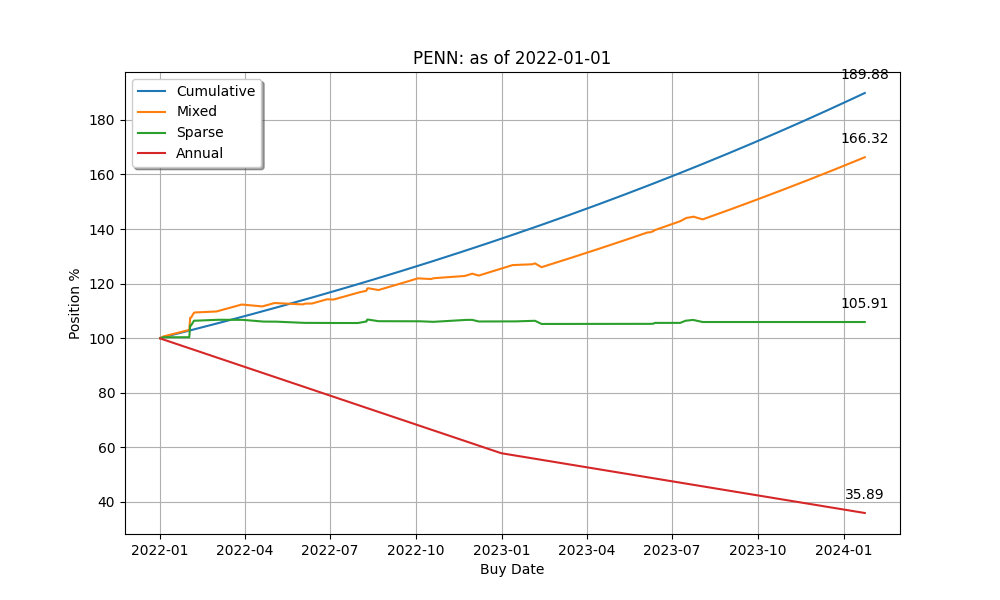 PENN: as of 2022-01-01
Cumulative
Mixed
Sparse
Annual
189.88
166.32
105.91
35.89
Position %
180
160
140
120
100
80
60
40
2022-01 2022-04 2022-07 2022-10 2023-01 2023-04 2023-07 2023-10 2024-01
Buy Date